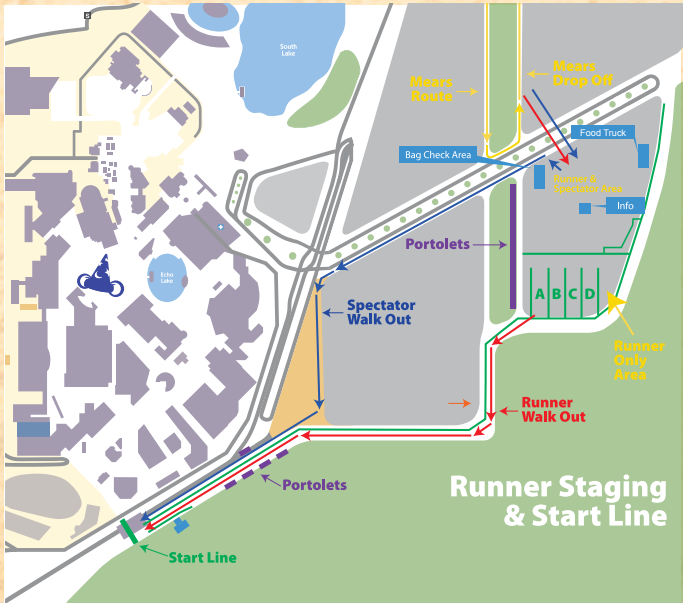 S
South
Lake
Mears
Route
Mears
Drop Off
Food Truck
Bag Check Area
Runner &
Spectator Area
Info
Portolets
Echo
Lake
A B C D
Spectator
Walk Out
Runner
Only
Area
Runner
Walk Out
Portolets
Runner Staging
& Start Line
Start Line